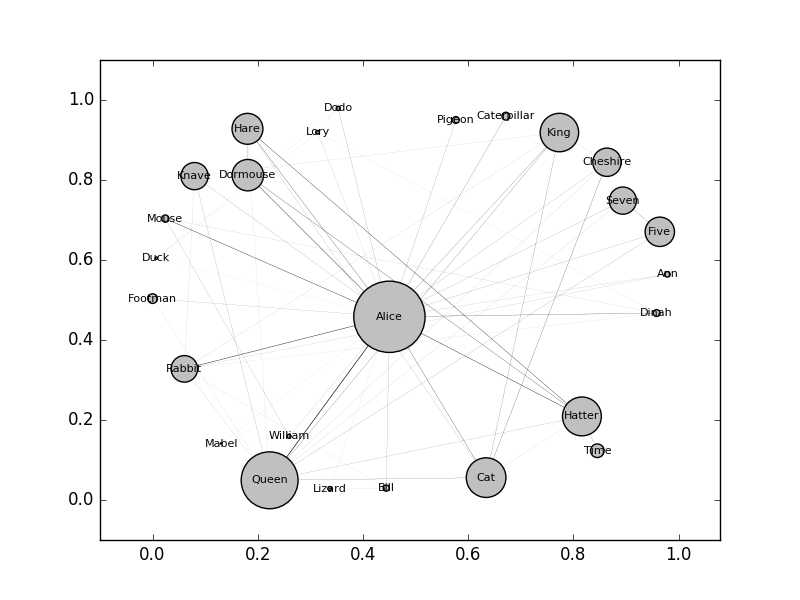 1.0
Dodo
Pigeon
Caterpillar
Hare
Lory
King
Cheshire
0.8
Knave
Dormouse
Seven
Mouse
Five
0.6
Duck
Ann
Footman
Dinah
Alice
0.4
Rabbit
Hatter
0.2
Mabel
William
Time
Queen
Lizard
Bill
Cat
0.0
0.0 0.2 0.4 0.6 0.8 1.0